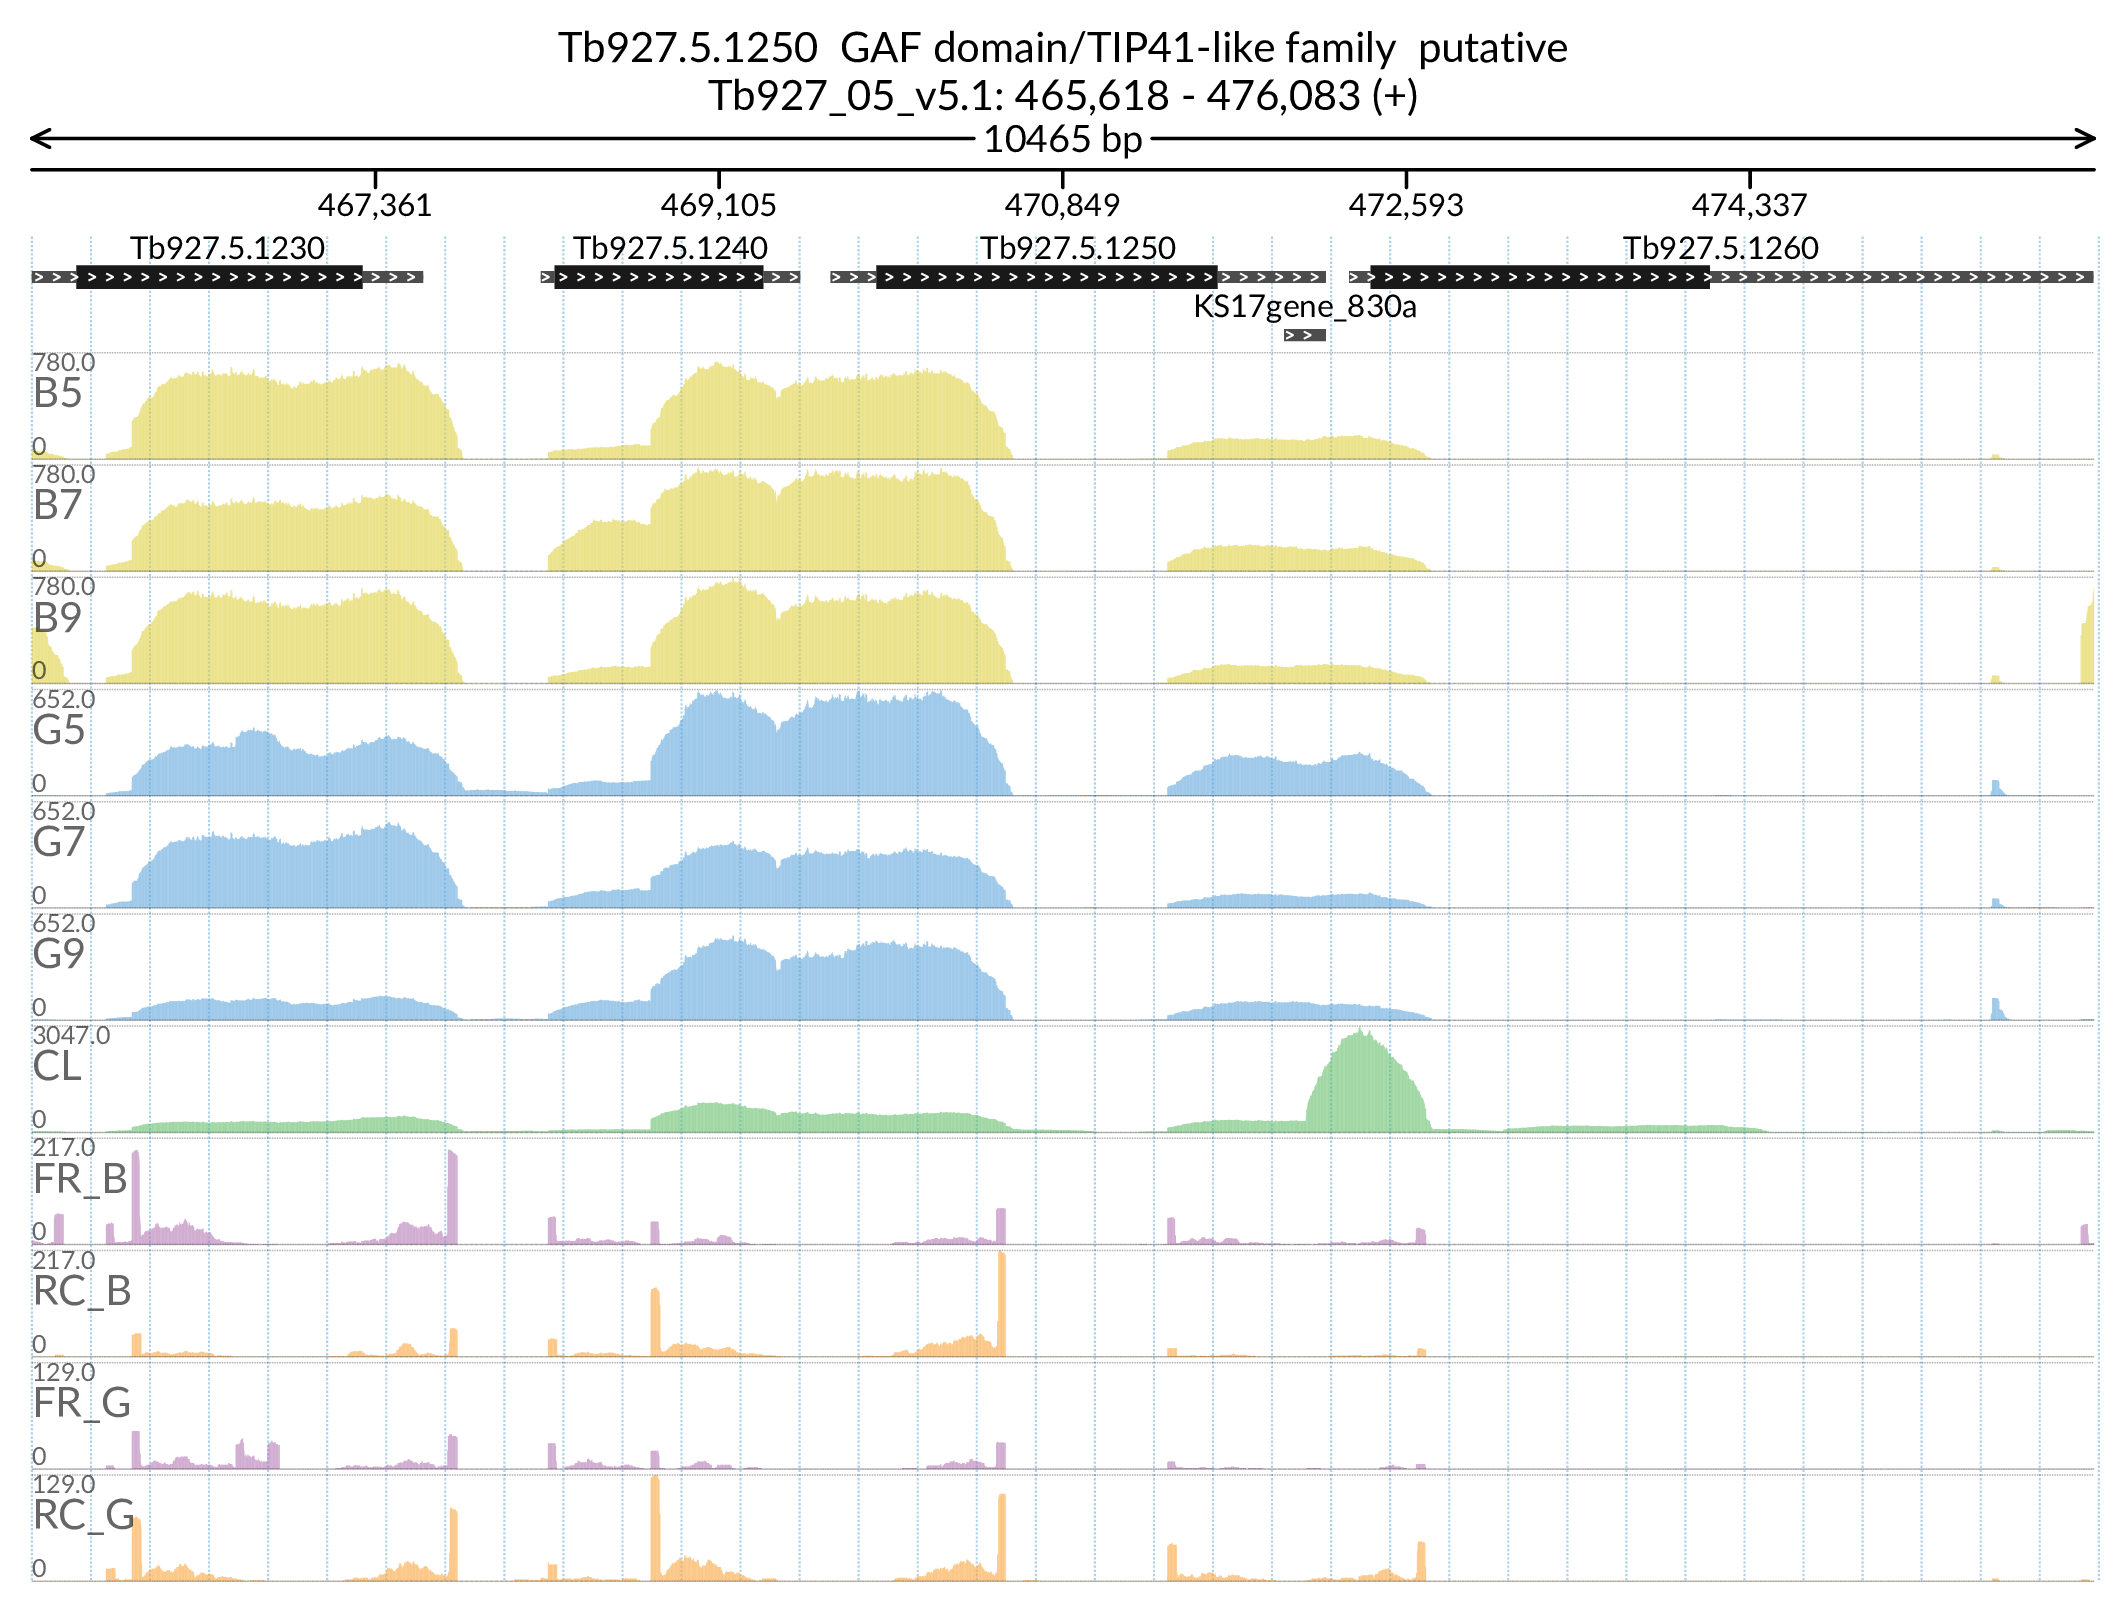 Tb927.5.1250  GAF domain/TIP41-like family  putative
Tb927_05_v5.1: 465,618 - 476,083 (+)
10465 bp
467,361 469,105 470,849 472,593 474,337
Tb927.5.1230 Tb927.5.1240 Tb927.5.1250 Tb927.5.1260
KS17gene_830a
780.0
B5
0
780.0
B7
0
780.0
B9
0
652.0
G5
0
652.0
G7
0
652.0
G9
0
3047.0
CL
0
217.0
FR_B
0
217.0
RC_B
0
129.0
FR_G
0
129.0
RC_G
0